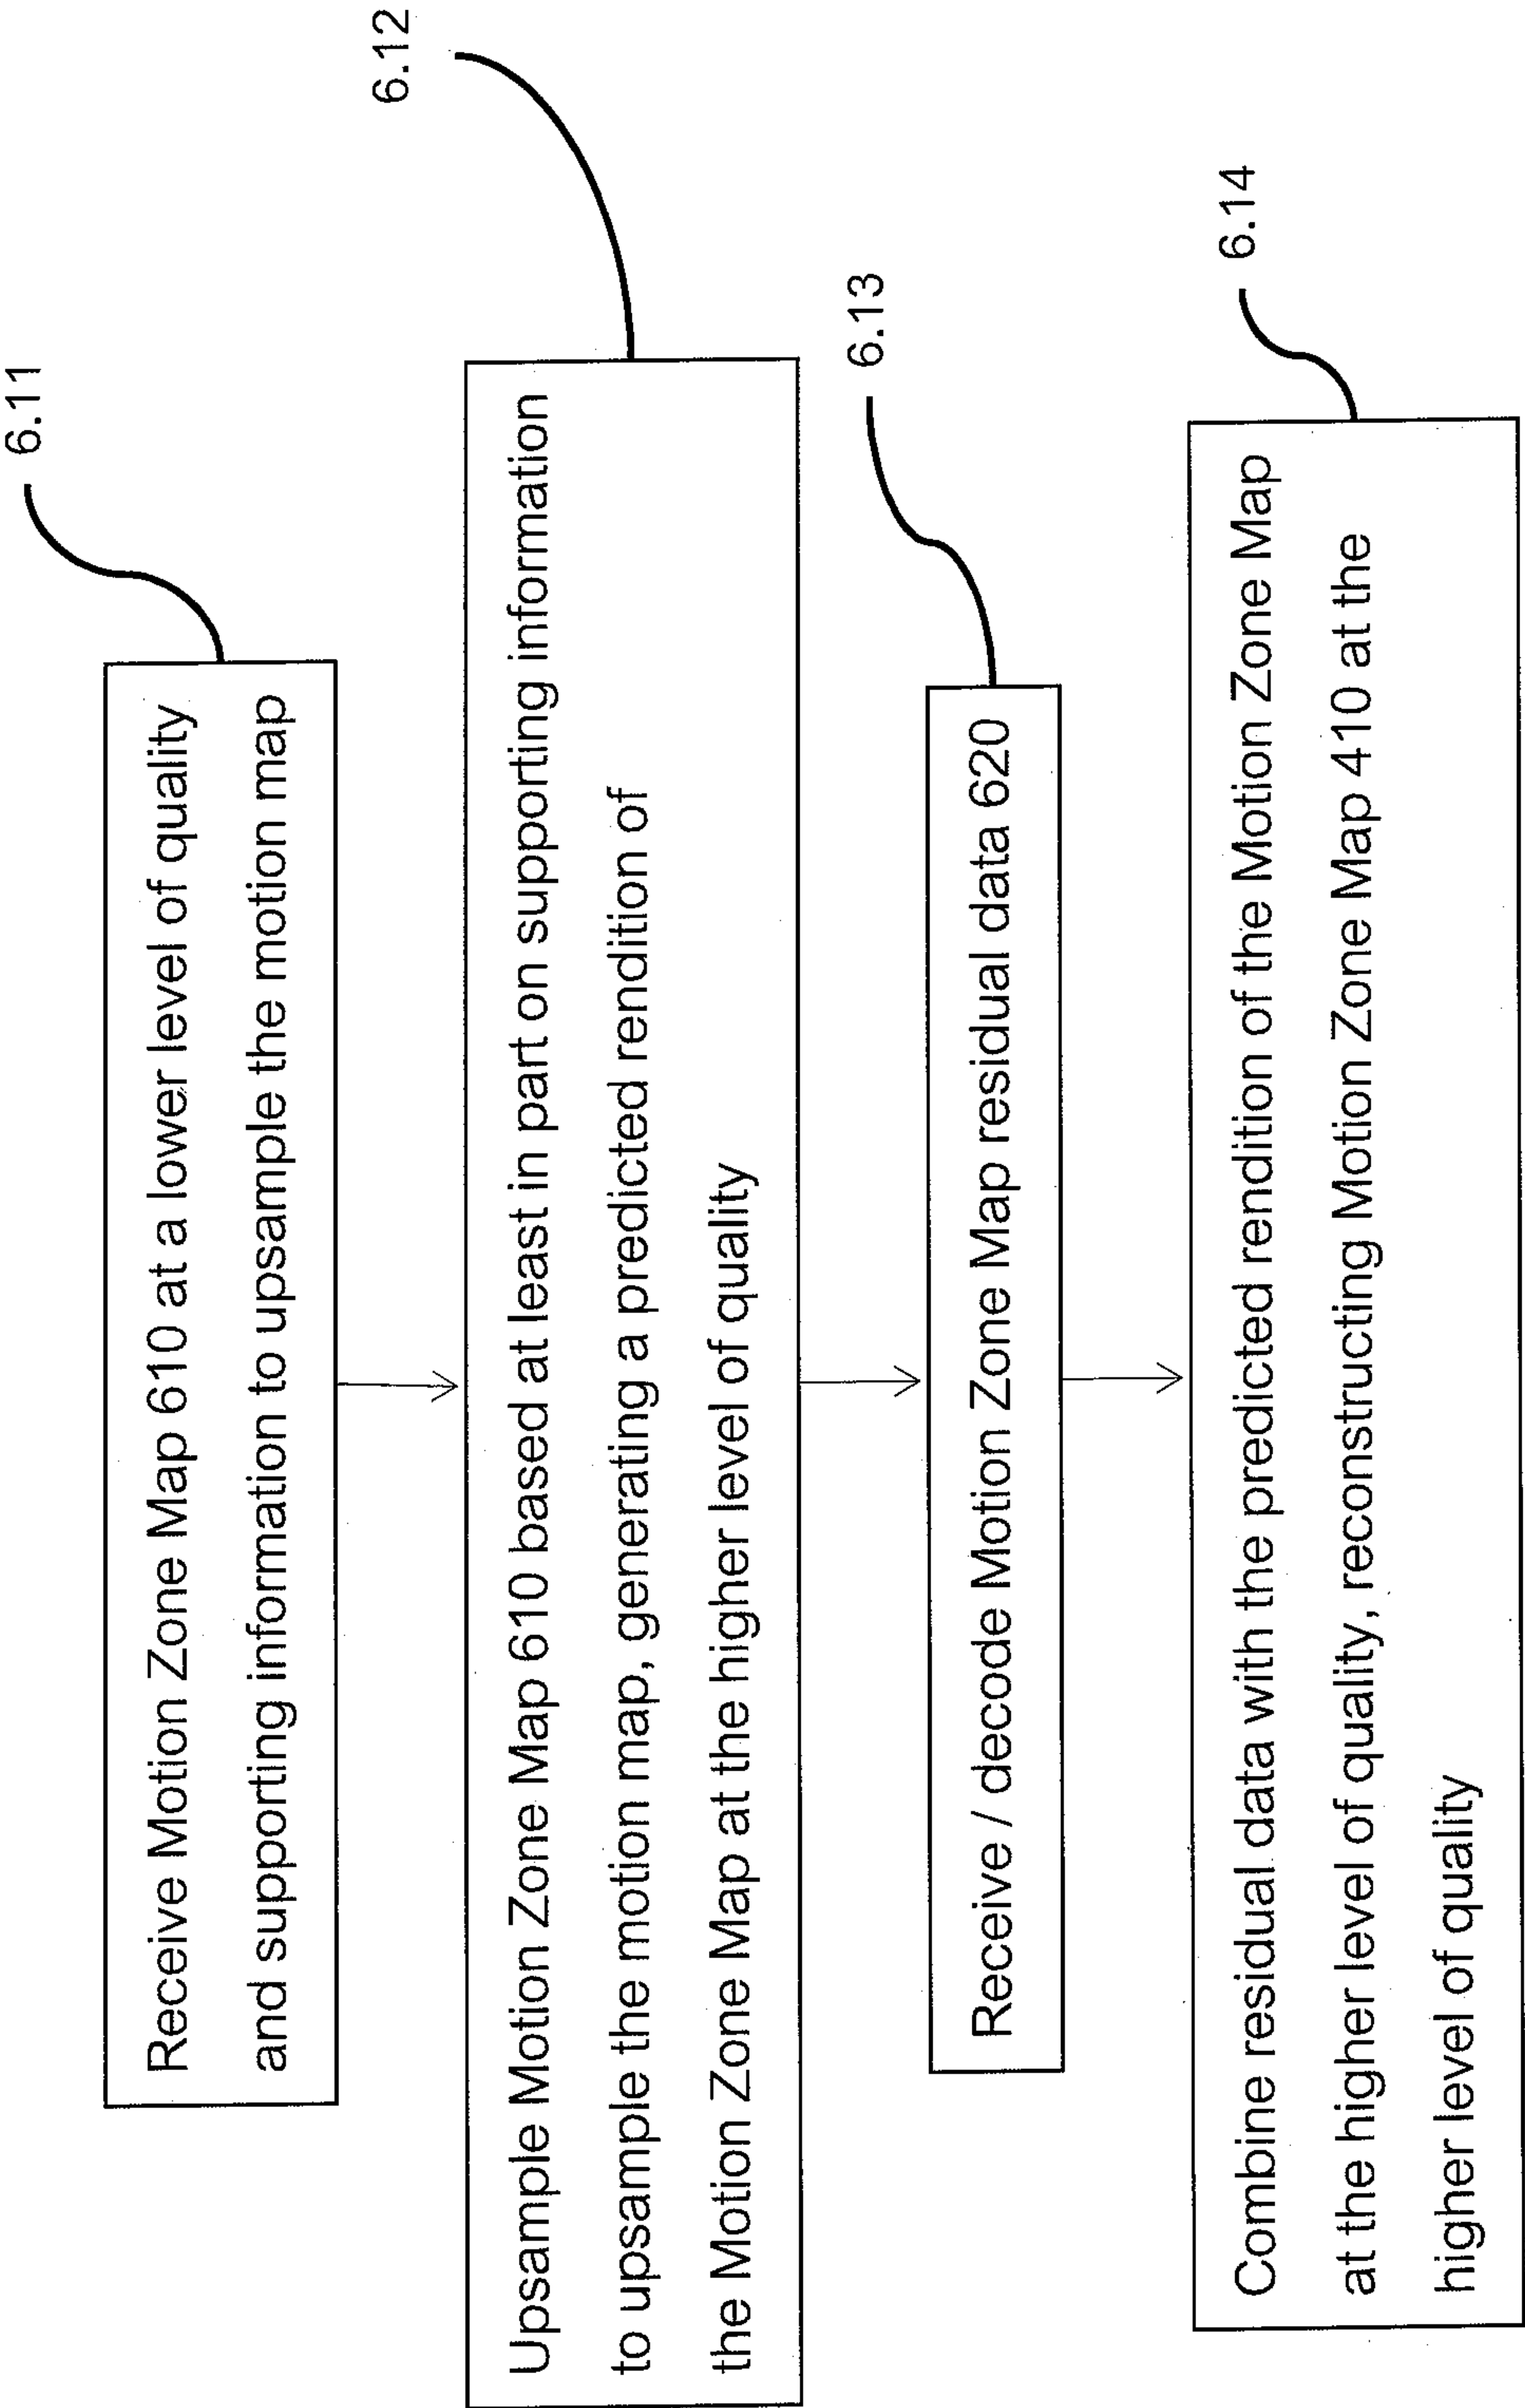 6.11
Receive Motion Zone Map 610 at a lower level of quality
and supporting information to upsample the motion map
6.12
Upsample Motion Zone Map 610 based at least in part on supporting information
to upsample the motion map, generating a predicted rendition of
the Motion Zone Map at the higher level of quality
6.13
Receive / decode Motion Zone Map residual data 620
6.14
Combine residual data with the predicted rendition of the Motion Zone Map
at the higher level of quality, reconstructing Motion Zone Map 410 at the
higher level of quality